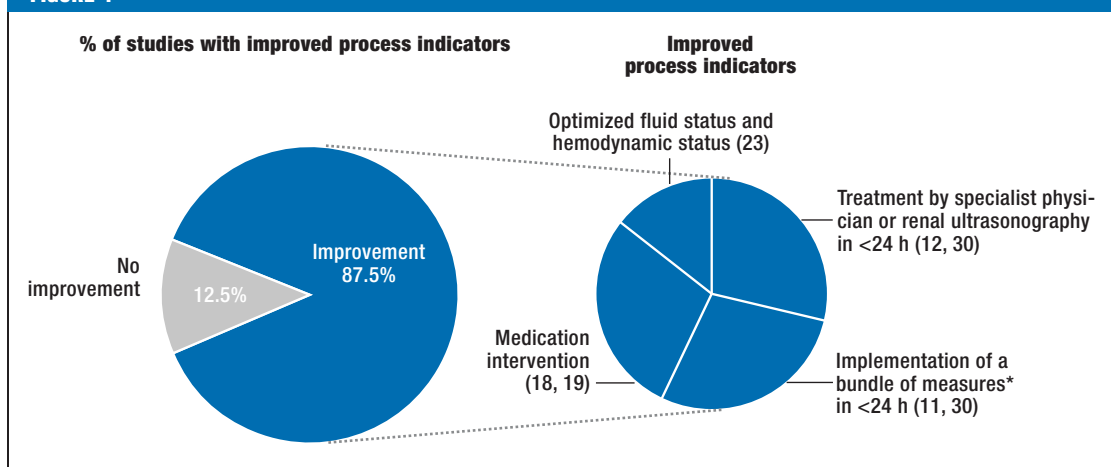 % of studies with improved process indicators
Improved
process indicators
Optimized fluid status and
hemodynamic status (23)
Treatment by specialist physi-
cian or renal ultrasonography
in <24 h (12, 30)
Improvement
87.5%
No
improvement
12.5%
Medication
intervention
(18, 19)
Implementation of a
bundle of measures*
in <24 h (11, 30)